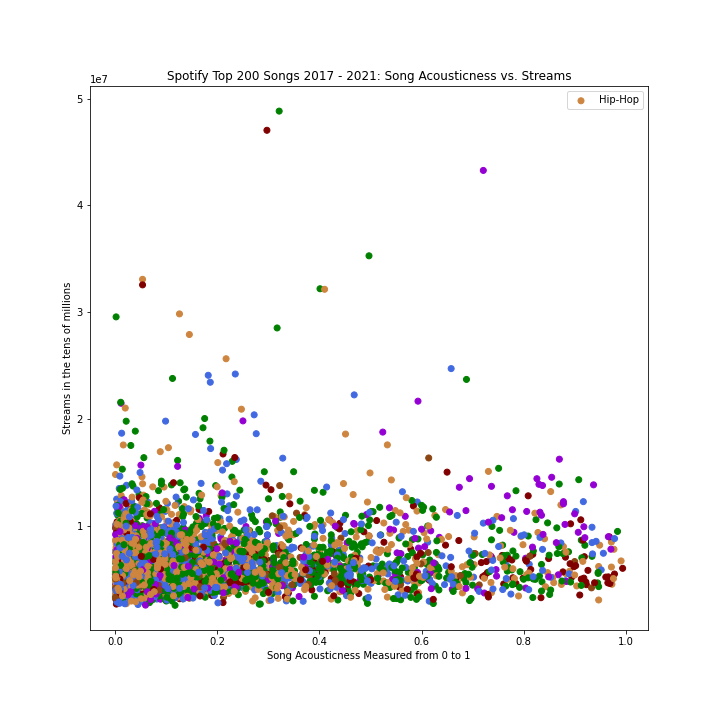 Spotify Top 200 Songs 2017 - 2021: Song Acousticness vs. Streams
1e7
Hip-Hop
5
4
3
2
1
Streams in the tens of millions
0.0 0.2 0.4 0.6 0.8 1.0
Song Acousticness Measured from 0 to 1